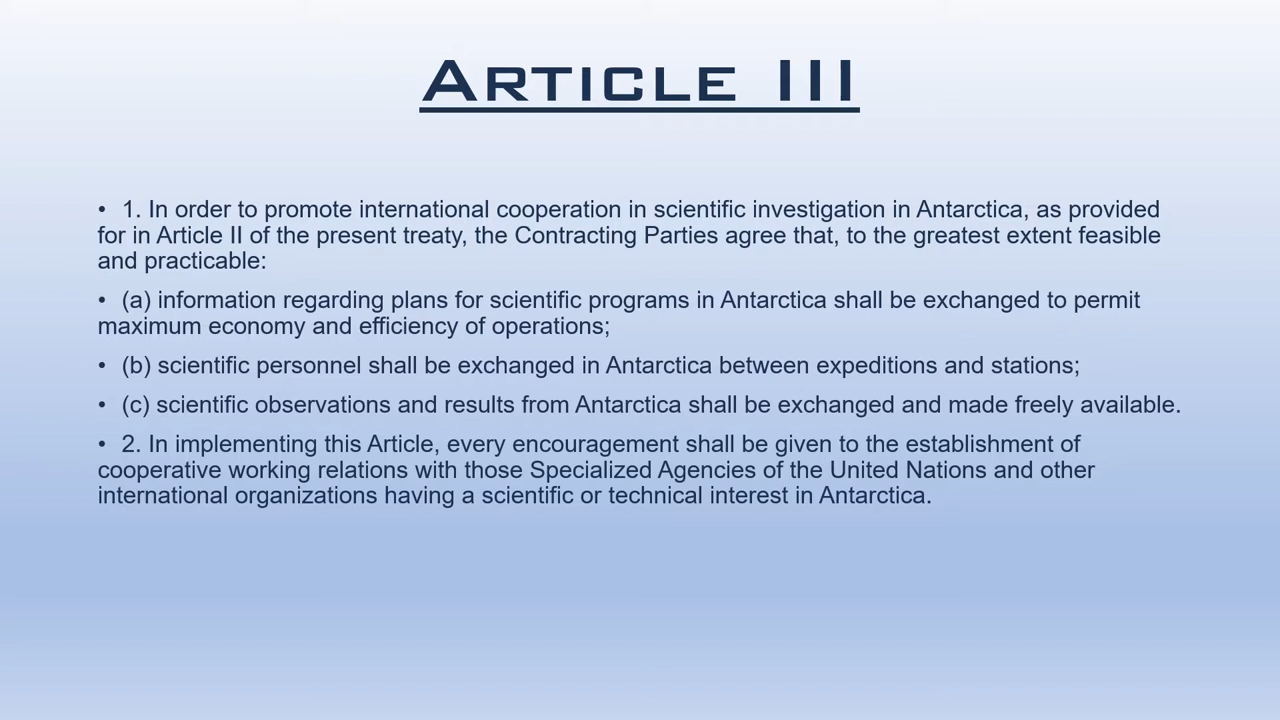 ARTICLE III
• 1. In order to promote international cooperation in scientific investigation in Antarctica, as provided
for in Article II of the present treaty, the Contracting Parties agree that, to the greatest extent feasible
and practicable:
• (a) information regarding plans for scientific programs in Antarctica shall be exchanged to permit
maximum economy and efficiency of operations;
• (b) scientific personnel shall be exchanged in Antarctica between expeditions and stations;
• (c) scientific observations and results from Antarctica shall be exchanged and made freely available.
• 2. In implementing this Article, every encouragement shall be given to the establishment of
cooperative working relations with those Specialized Agencies of the United Nations and other
international organizations having a scientific or technical interest in Antarctica.